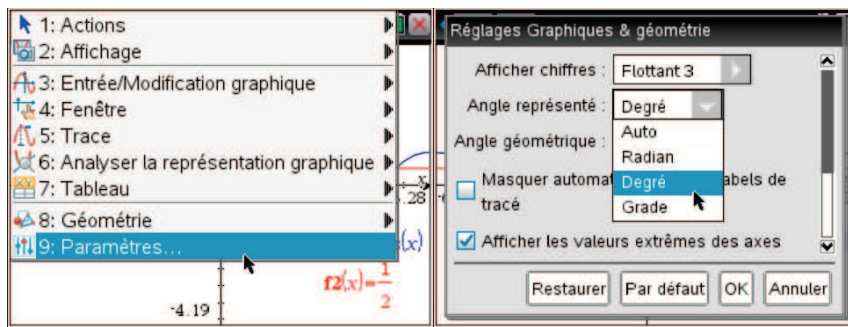 1: Actions
2: Affichage
3: Entrée/Modification graphique
4: Fenêtre
5: Trace
6: Analyser la représentation graphique
7: Tableau
8: Géométrie
9: Paramètres...
x
5.28
(x)
f2(x)=1/2
-4.19
Réglages Graphiques & géométrie
Afficher chiffres : Flottant 3
Angle représenté : Degré
Angle géométrique :
Auto
Radian
Degré
Grade
Masquer automat abels de
tracé
Afficher les valeurs extrêmes des axes
Restaurer Par défaut OK Annuler